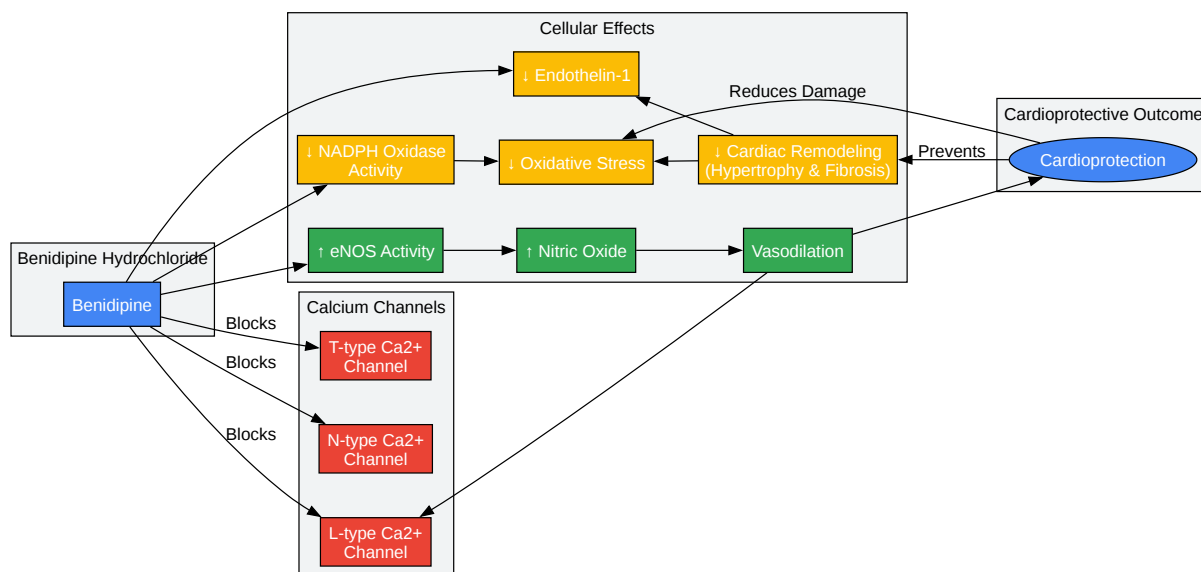 Cellular Effects
↓ Endothelin-1
Reduces Damage
Cardioprotective Outcome
↓ NADPH Oxidase
Activity
↓ Oxidative Stress
↓ Cardiac Remodeling
(Hypertrophy & Fibrosis)
Prevents
Cardioprotection
Benidipine Hydrochloride
↑ eNOS Activity
↑ Nitric Oxide
Vasodilation
Benidipine
Calcium Channels
Blocks
T-type Ca2+
Channel
Blocks
N-type Ca2+
Channel
Blocks
L-type Ca2+
Channel